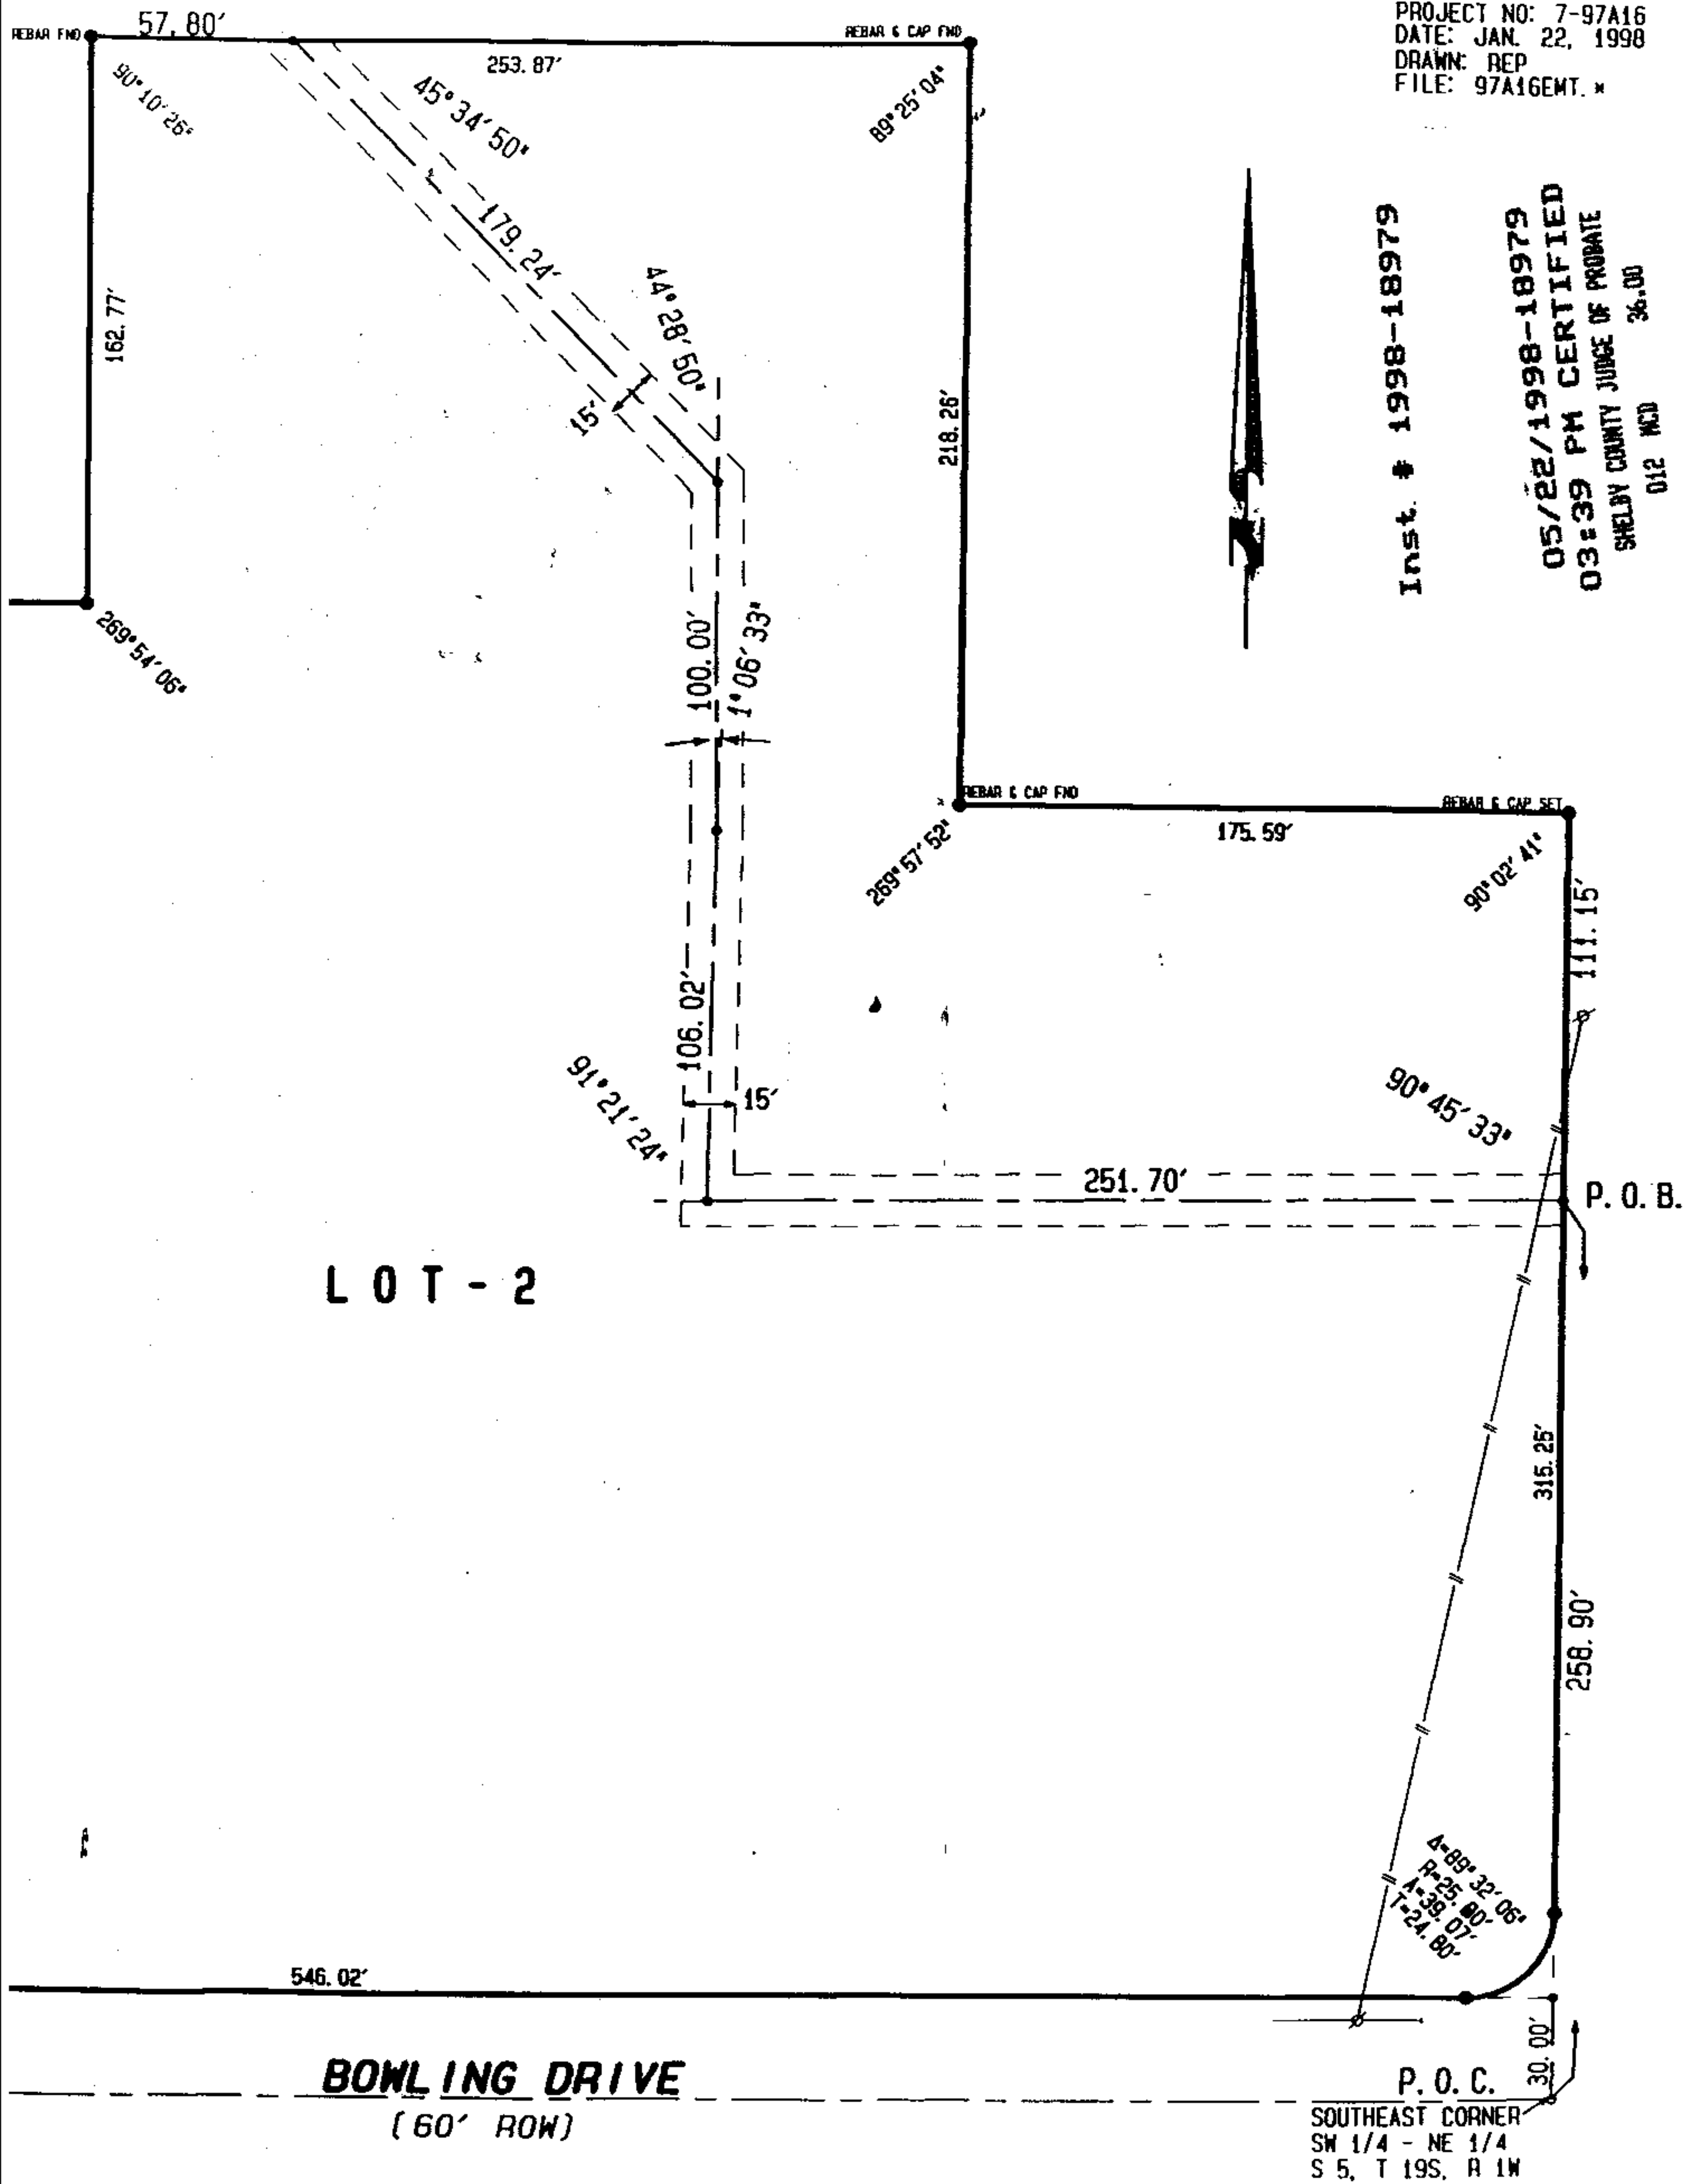 PROJECT NO: 7-97A16
DATE: JAN. 22, 1998
DRAWN: REP
FILE: 97A16EMT.*
REBAR FND
57.80'
REBAR & CAP FND
253.87'
90°10'26"
45°34'50"
89°25'04"
179.24'
162.77'
44°28'50"
15'
218.26'
Inst # 1998-18979
05/22/1998-18979
03:39 PM CERTIFIED
SHELBY COUNTY JUDGE OF PROBATE
012 MCD 36.00
269°54'06"
100.00'
1°06'33"
REBAR & CAP FND
REBAR & CAP SET
175.59'
269°57'52"
90°02'41"
111.15'
106.02'
91°21'24"
15'
90°45'33"
251.70'
P.O.B.
LOT-2
315.25'
258.90'
Δ=89°32'06"
R=25.00'
A=39.07'
T=24.80'
546.02'
30.00'
BOWLING DRIVE
(60' ROW)
P.O.C.
SOUTHEAST CORNER
SW 1/4 - NE 1/4
S 5, T 19S, R 1W